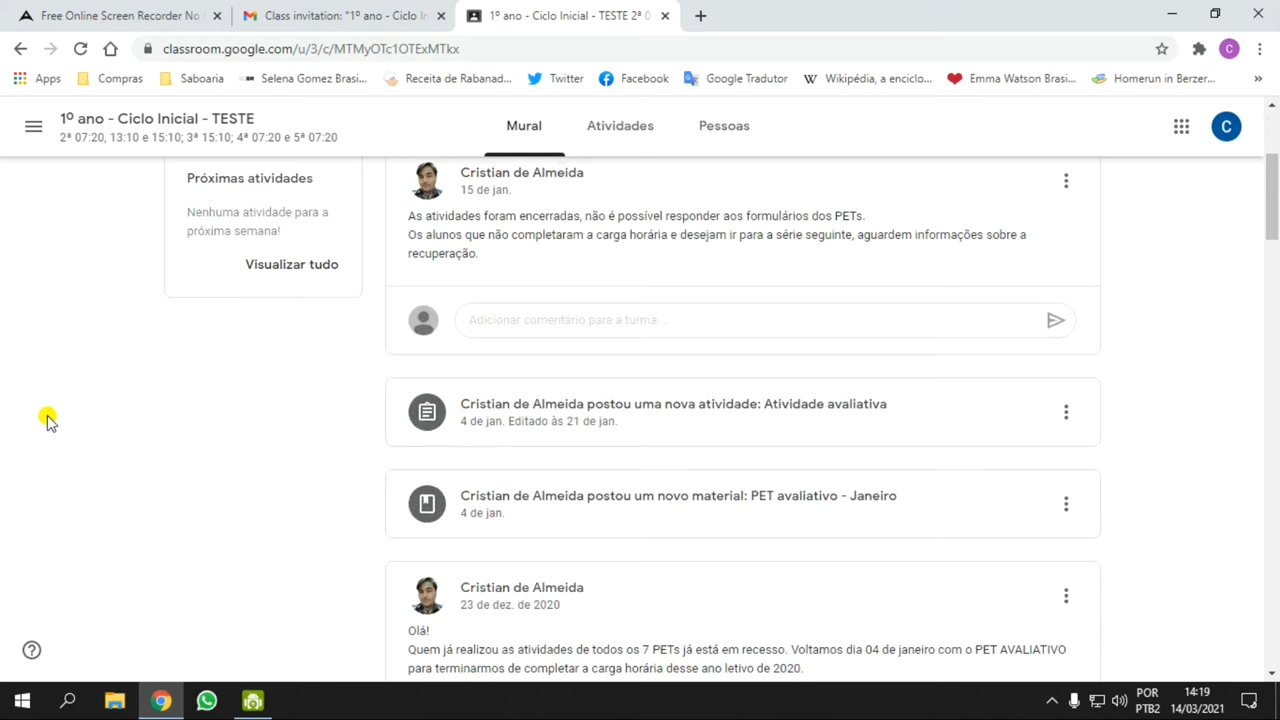 Free Online Screen Recorder No
Class invitation: "1º ano - Ciclo In
1º ano - Ciclo Inicial - TESTE 2ª 0
classroom.google.com/u/3/c/MTMyOTc1OTExMTkx
Apps
Compras
Saboaria
Selena Gomez Brasi...
Receita de Rabanad...
Twitter
Facebook
Google Tradutor
Wikipédia, a enciclo...
Emma Watson Brasi...
Homerun in Berzer...
»
C
1º ano - Ciclo Inicial - TESTE
2ª 07:20, 13:10 e 15:10; 3ª 15:10; 4ª 07:20 e 5ª 07:20
Mural
Atividades
Pessoas
C
Próximas atividades
Nenhuma atividade para a
próxima semana!
Visualizar tudo
Cristian de Almeida
15 de jan.
As atividades foram encerradas, não é possível responder aos formulários dos PETs.
Os alunos que não completaram a carga horária e desejam ir para a série seguinte, aguardem informações sobre a
recuperação.
Adicionar comentário para a turma...
Cristian de Almeida postou uma nova atividade: Atividade avaliativa
4 de jan. Editado às 21 de jan.
Cristian de Almeida postou um novo material: PET avaliativo - Janeiro
4 de jan.
Cristian de Almeida
23 de dez. de 2020
Olá!
Quem já realizou as atividades de todos os 7 PETs já está em recesso. Voltamos dia 04 de janeiro com o PET AVALIATIVO
para terminarmos de completar a carga horária desse ano letivo de 2020.
POR
PTB2
14:19
14/03/2021